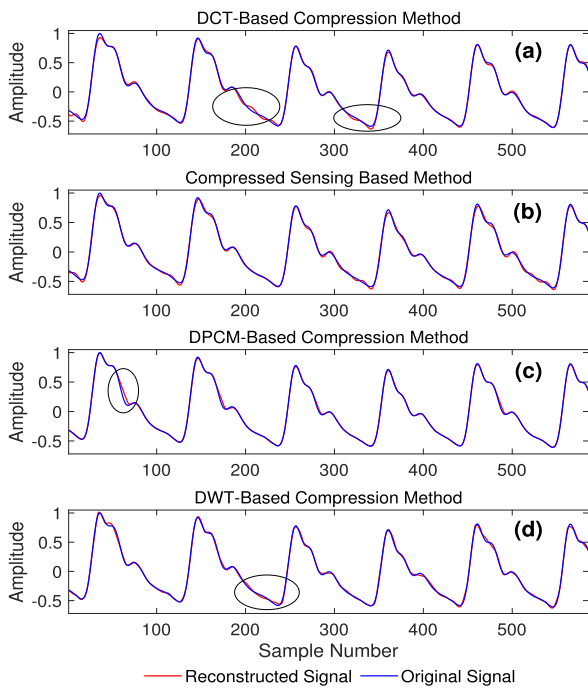 DCT-Based Compression Method
(a)
1
0.5
0
-0.5
Amplitude
100 200 300 400 500
Compressed Sensing Based Method
(b)
1
0.5
0
-0.5
Amplitude
100 200 300 400 500
DPCM-Based Compression Method
(c)
1
0.5
0
-0.5
Amplitude
100 200 300 400 500
DWT-Based Compression Method
(d)
1
0.5
0
-0.5
Amplitude
100 200 300 400 500
Sample Number
Reconstructed Signal Original Signal